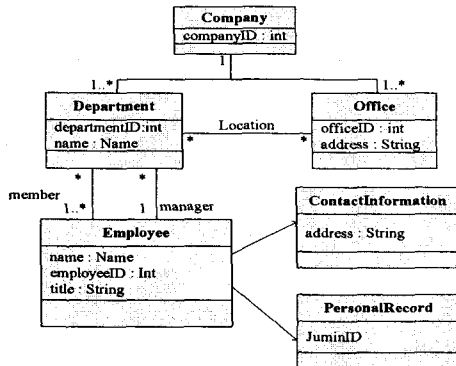 Company
companyID : int
1
1..*
1..*
Department
departmentID:int
name : Name
Location
*
*
Office
officeID : int
address : String
*
*
member
1..*
1
manager
Employee
name : Name
employeeID : Int
title : String
ContactInformation
address : String
PersonalRecord
JuminID